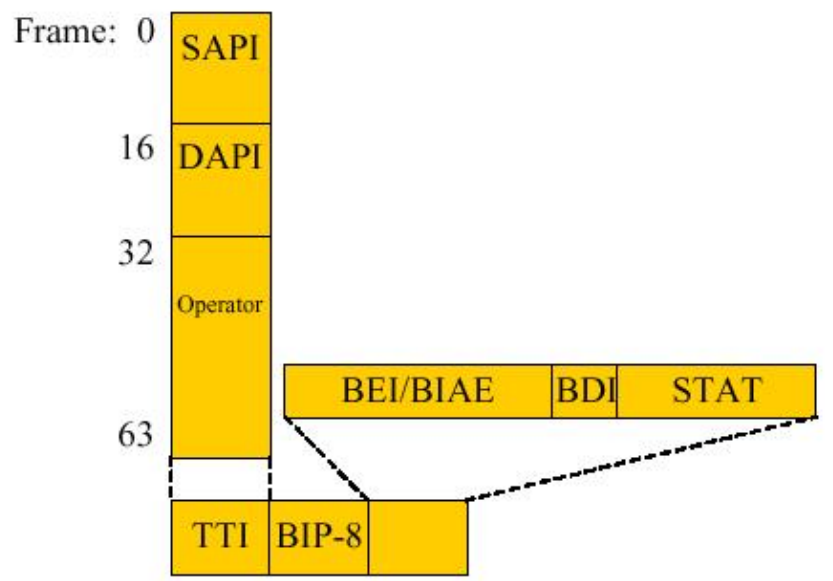 Frame: 0
SAPI
16
DAPI
32
Operator
BEI/BIAE BDI STAT
63
TTI BIP-8